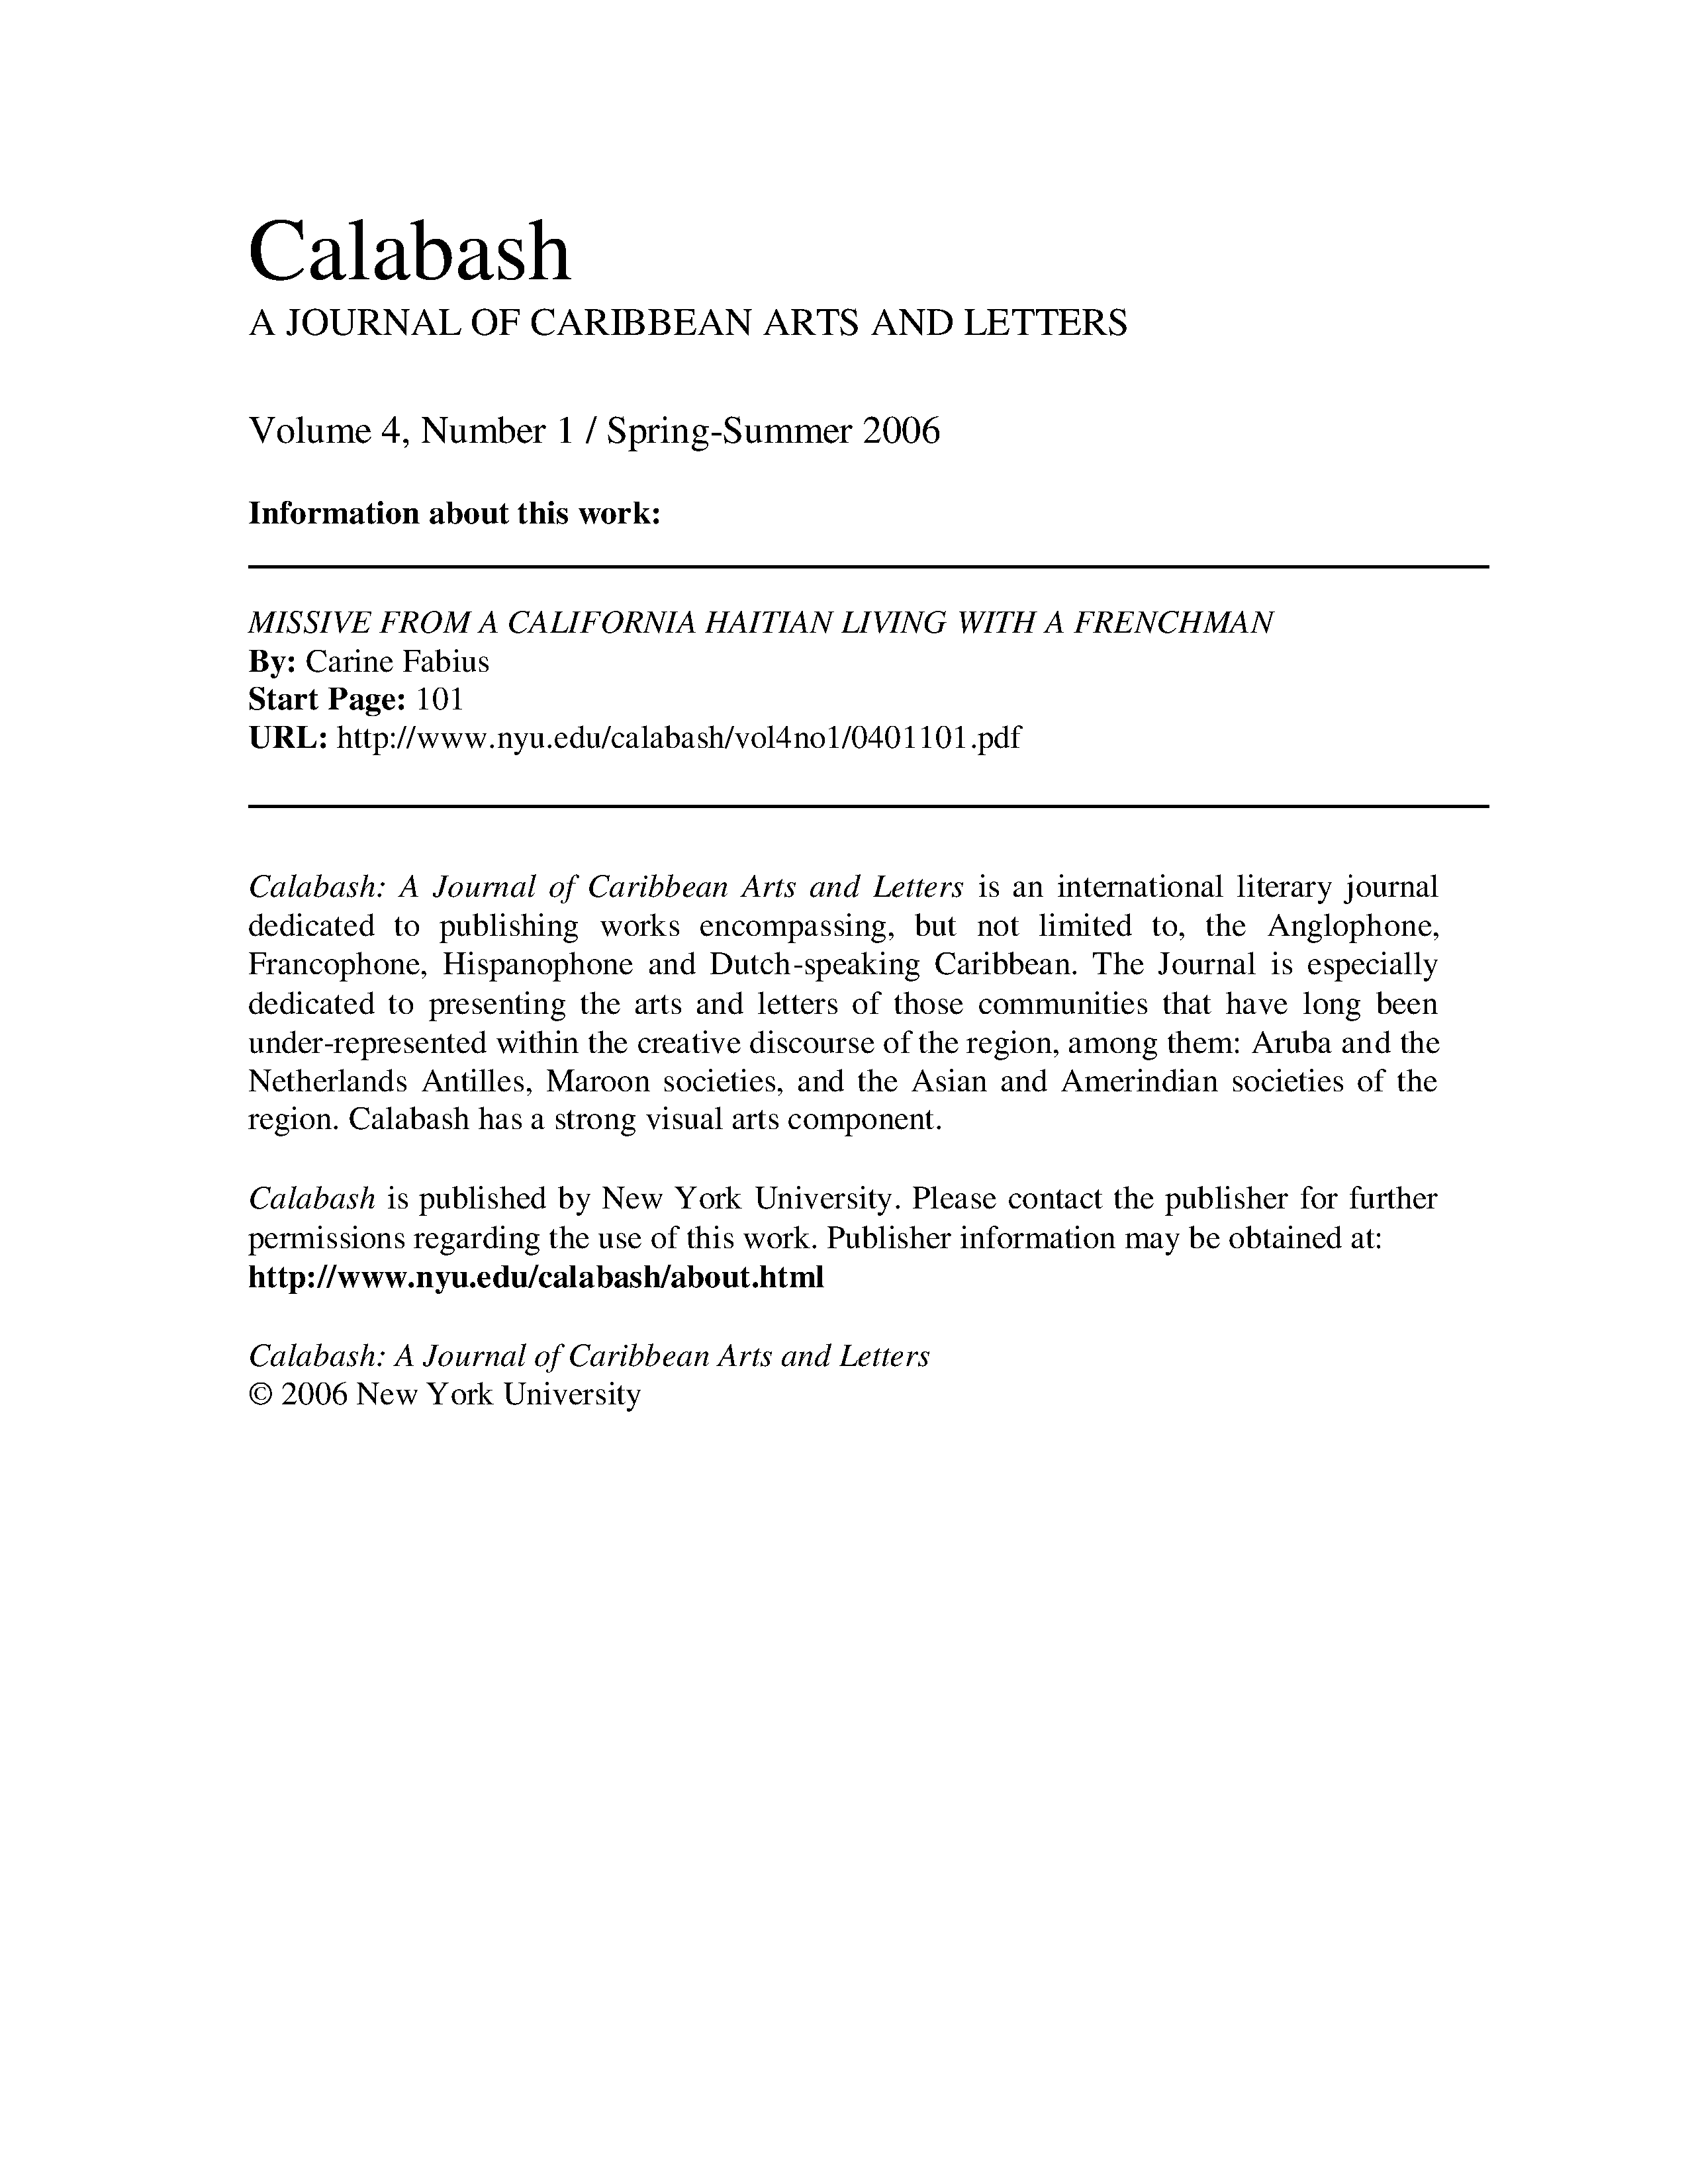 Calabash
A JOURNAL OF CARIBBEAN ARTS AND LETTERS
Volume 4, Number 1 / Spring-Summer 2006
Information about this work:
MISSIVE FROM A CALIFORNIA HAITIAN LIVING WITH A FRENCHMAN
By: Carine Fabius
Start Page: 101
URL: http://www.nyu.edu/calabash/vol4no1/0401101.pdf
Calabash: A Journal of Caribbean Arts and Letters is an international literary journal
dedicated to publishing works encompassing, but not limited to, the Anglophone,
Francophone, Hispanophone and Dutch-speaking Caribbean. The Journal is especially
dedicated to presenting the arts and letters of those communities that have long been
under-represented within the creative discourse of the region, among them: Aruba and the
Netherlands Antilles, Maroon societies, and the Asian and Amerindian societies of the
region. Calabash has a strong visual arts component.
Calabash is published by New York University. Please contact the publisher for further
permissions regarding the use of this work. Publisher information may be obtained at:
http://www.nyu.edu/calabash/about.html
Calabash: A Journal of Caribbean Arts and Letters
© 2006 New York University